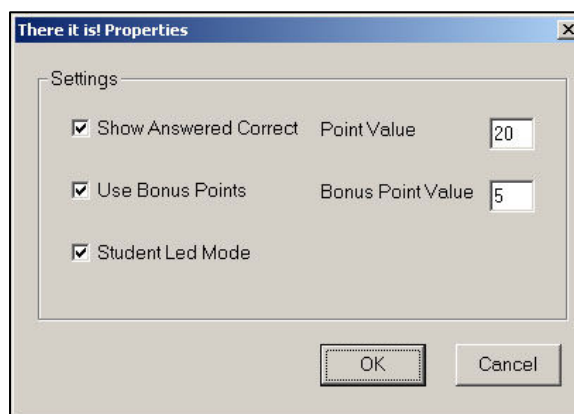 There it is! Properties
Settings
Show Answered Correct Point Value 20
Use Bonus Points Bonus Point Value 5
Student Led Mode
OK Cancel